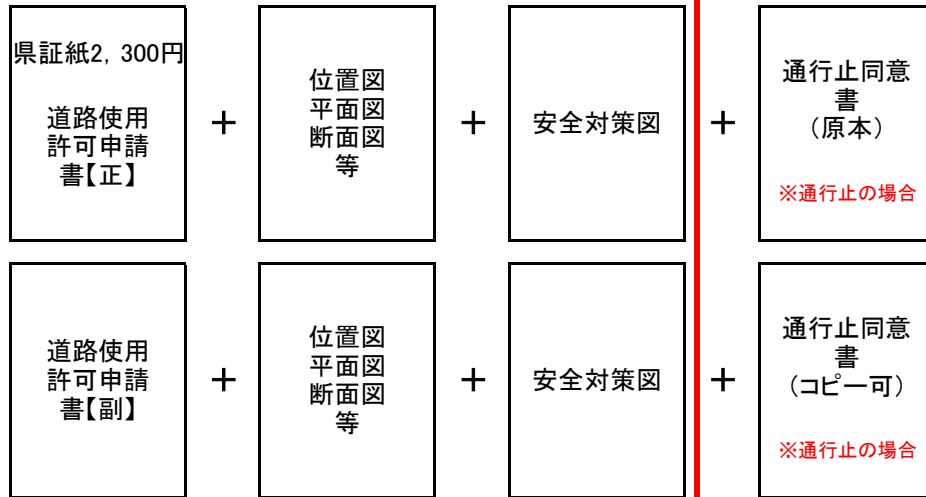 県証紙2，300円
道路使用
許可申請
書【正】
＋
位置図
平面図
断面図
等
＋
安全対策図
＋
通行止同意
書
（原本）
※通行止の場合
道路使用
許可申請
書【副】
＋
位置図
平面図
断面図
等
＋
安全対策図
＋
通行止同意
書
（コピー可）
※通行止の場合